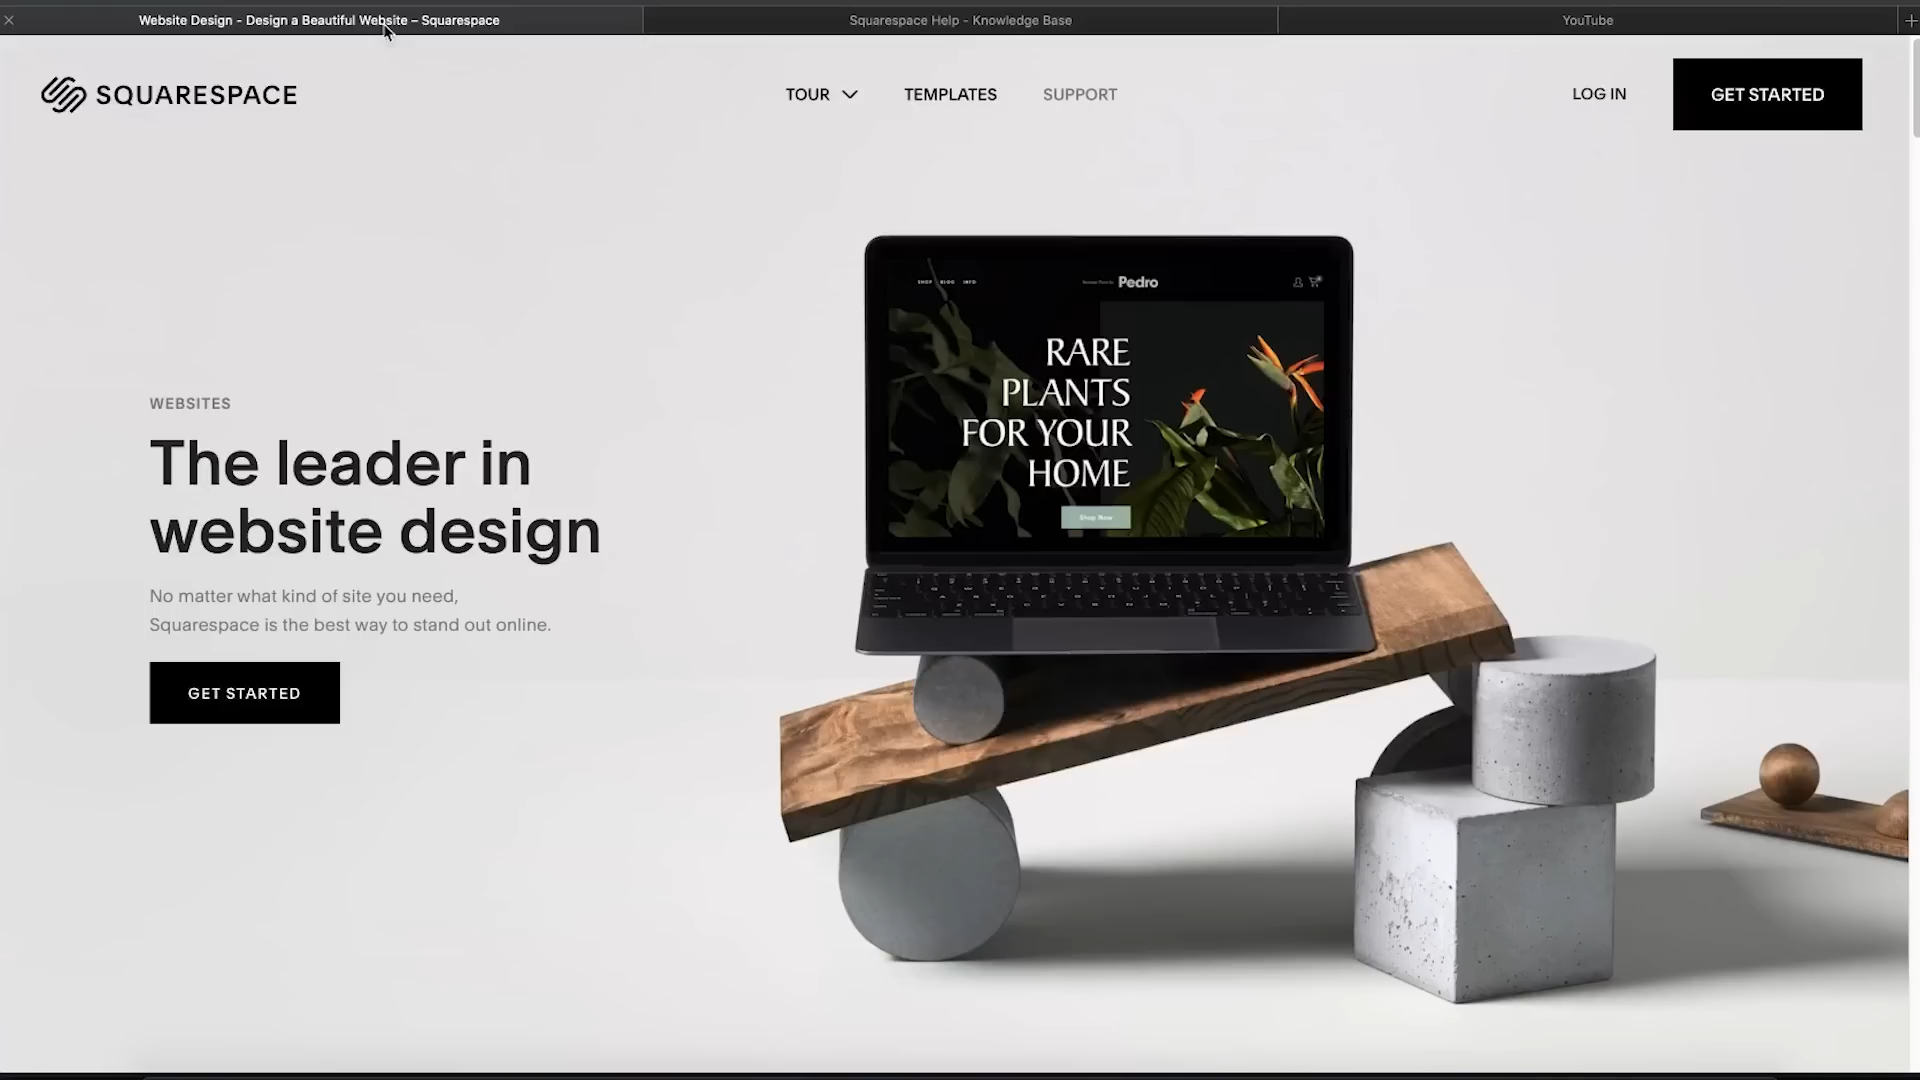 Website Design - Design a Beautiful Website – Squarespace
Squarespace Help - Knowledge Base
YouTube
SQUARESPACE
TOUR
TEMPLATES
SUPPORT
LOG IN
GET STARTED
SHOP BLOG INFO
Pedro
RARE
PLANTS
FOR YOUR
HOME
Shop Now
WEBSITES
The leader in
website design
No matter what kind of site you need,
Squarespace is the best way to stand out online.
GET STARTED